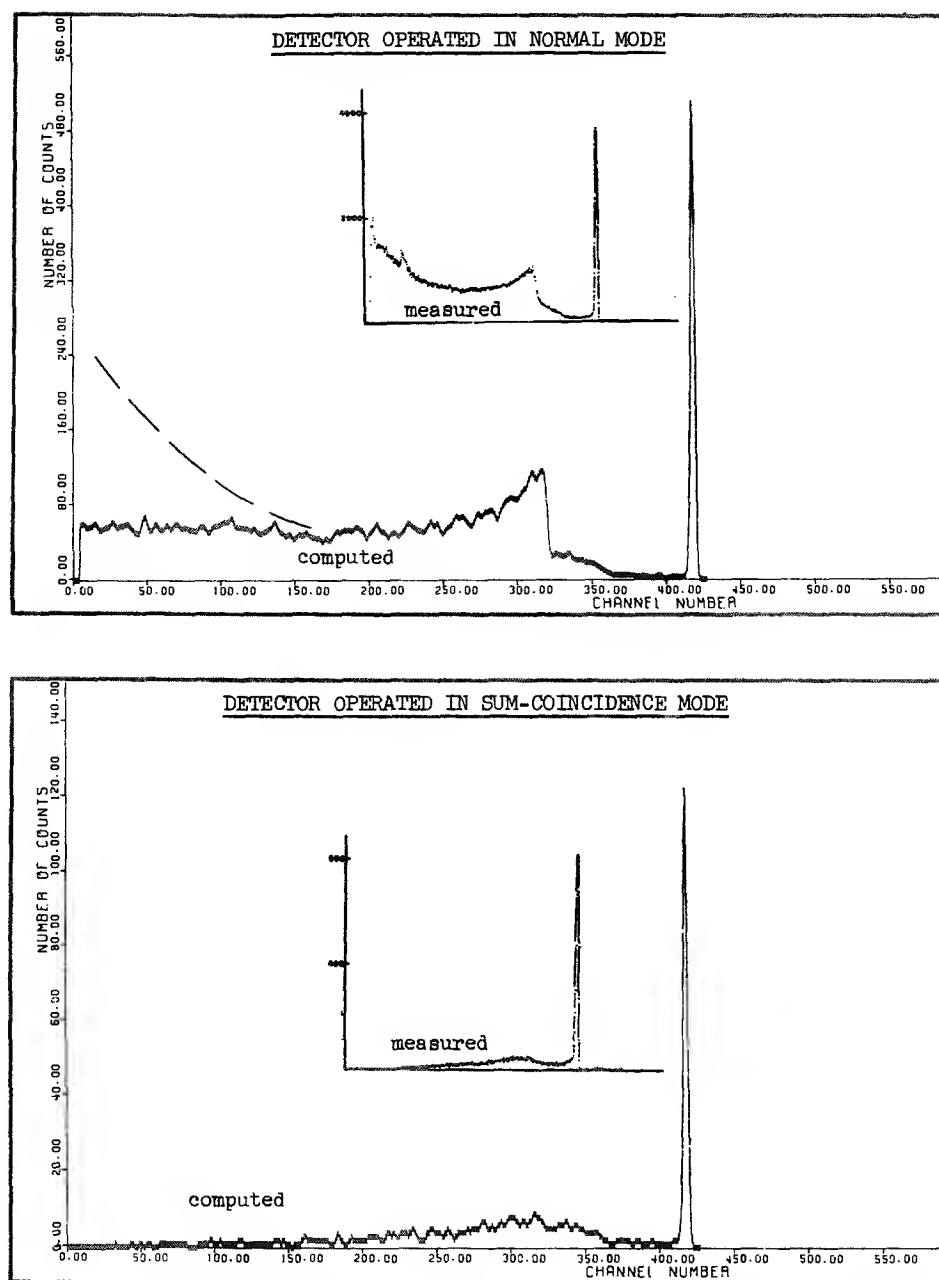 DETECTOR OPERATED IN NORMAL MODE
NUMBER OF COUNTS
560.00
480.00
400.00
240.00
160.00
80.00
0.00
4000
2000
measured
computed
0.00 50.00 100.00 150.00 200.00 250.00 300.00 350.00 400.00 450.00 500.00 550.00
CHANNEL NUMBER
DETECTOR OPERATED IN SUM-COINCIDENCE MODE
NUMBER OF COUNTS
140.00
120.00
100.00
80.00
60.00
40.00
20.00
0.00
measured
computed
0.00 50.00 100.00 150.00 200.00 250.00 300.00 350.00 400.00 450.00 500.00 550.00
CHANNEL NUMBER